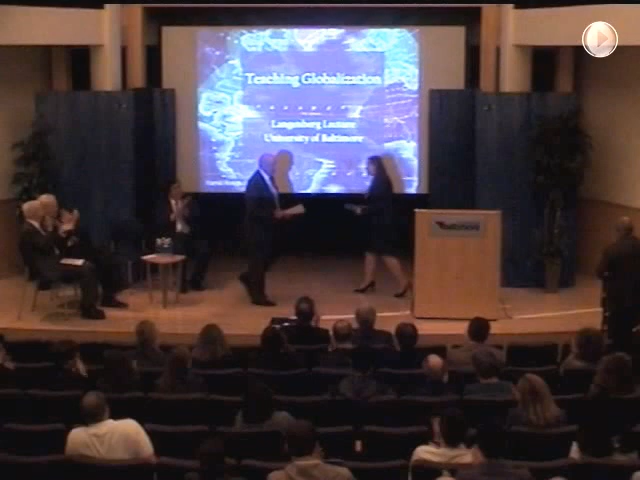 Teaching Globalization
Langenberg Lecture
University of Baltimore